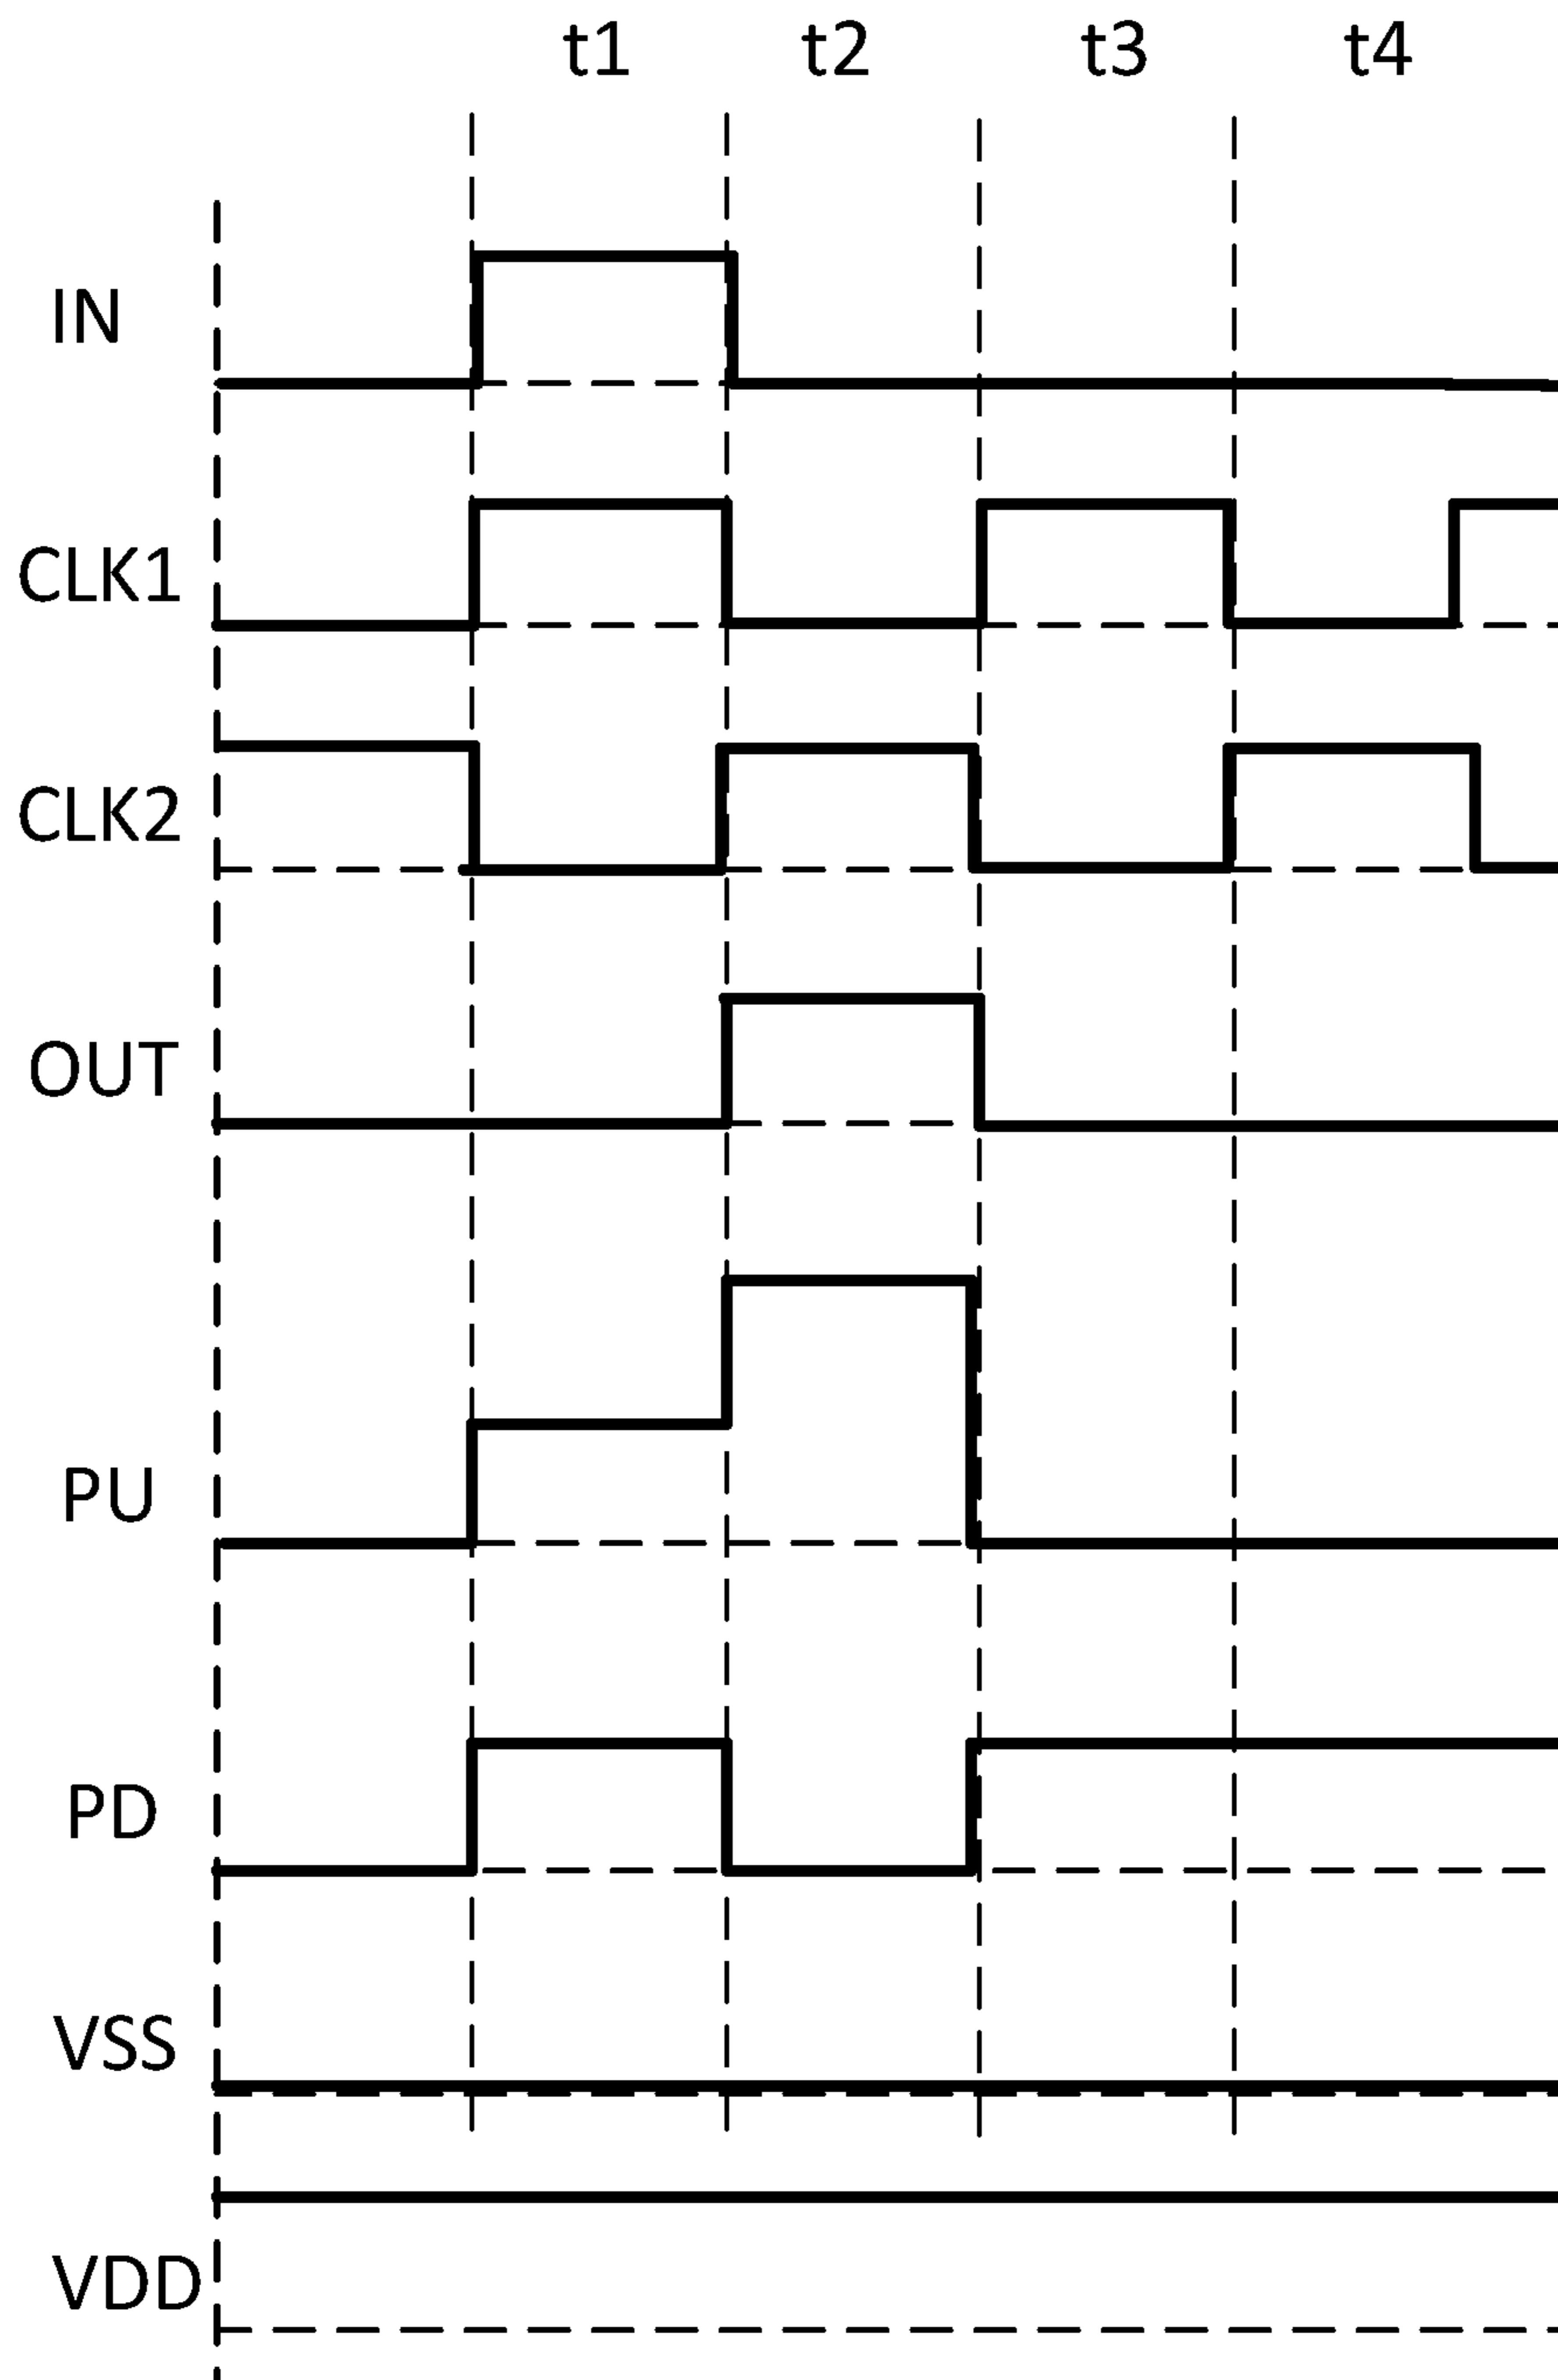 t1 t2 t3 t4
IN
CLK1
CLK2
OUT
PU
PD
VSS
VDD